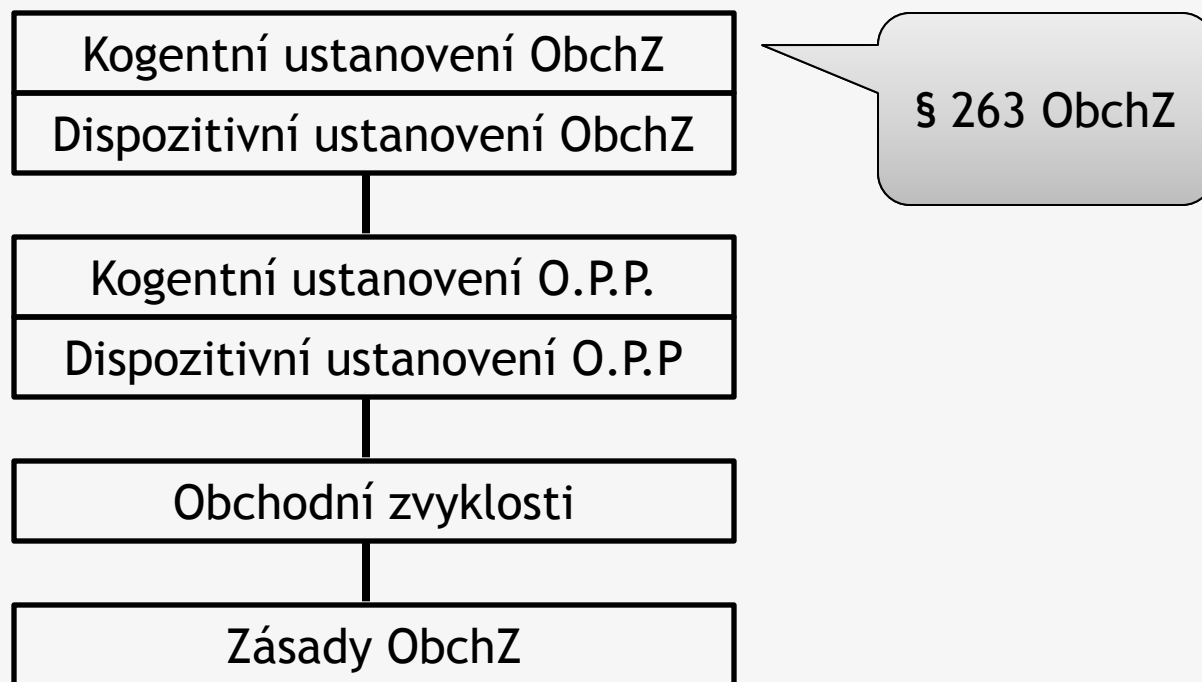 Kogentní ustanovení ObchZ
§ 263 ObchZ
Dispozitivní ustanovení ObchZ
Kogentní ustanovení O.P.P.
Dispozitivní ustanovení O.P.P
Obchodní zvyklosti
Zásady ObchZ